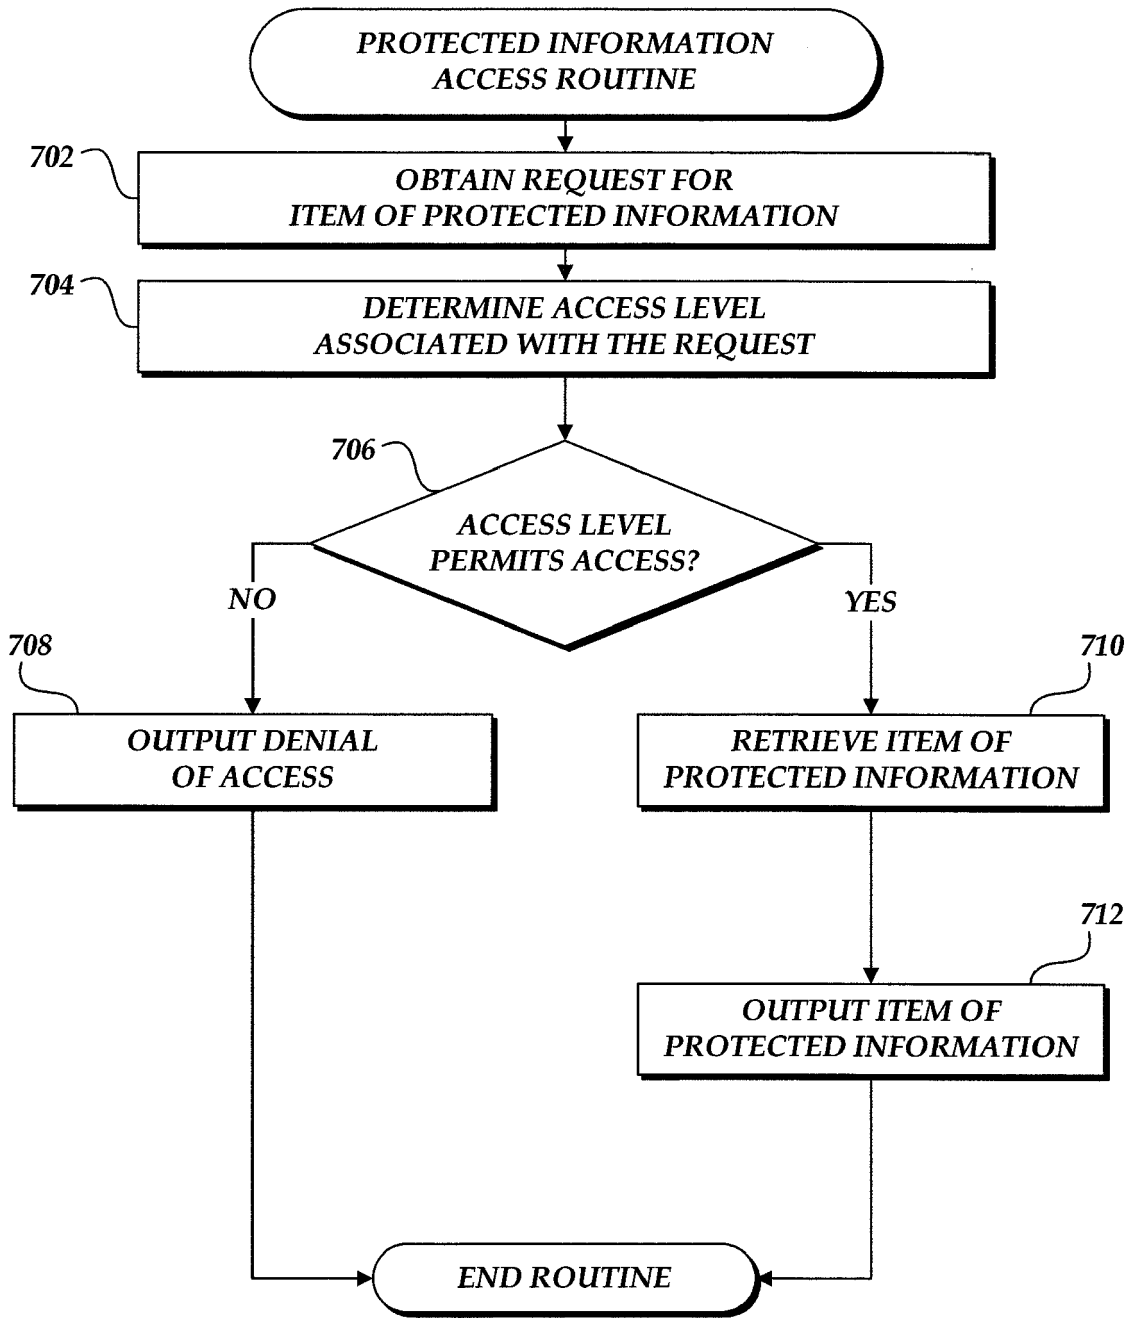 PROTECTED INFORMATION
ACCESS ROUTINE
702
OBTAIN REQUEST FOR
ITEM OF PROTECTED INFORMATION
704
DETERMINE ACCESS LEVEL
ASSOCIATED WITH THE REQUEST
706
ACCESS LEVEL
PERMITS ACCESS?
NO
YES
708
OUTPUT DENIAL
OF ACCESS
710
RETRIEVE ITEM OF
PROTECTED INFORMATION
712
OUTPUT ITEM OF
PROTECTED INFORMATION
END ROUTINE